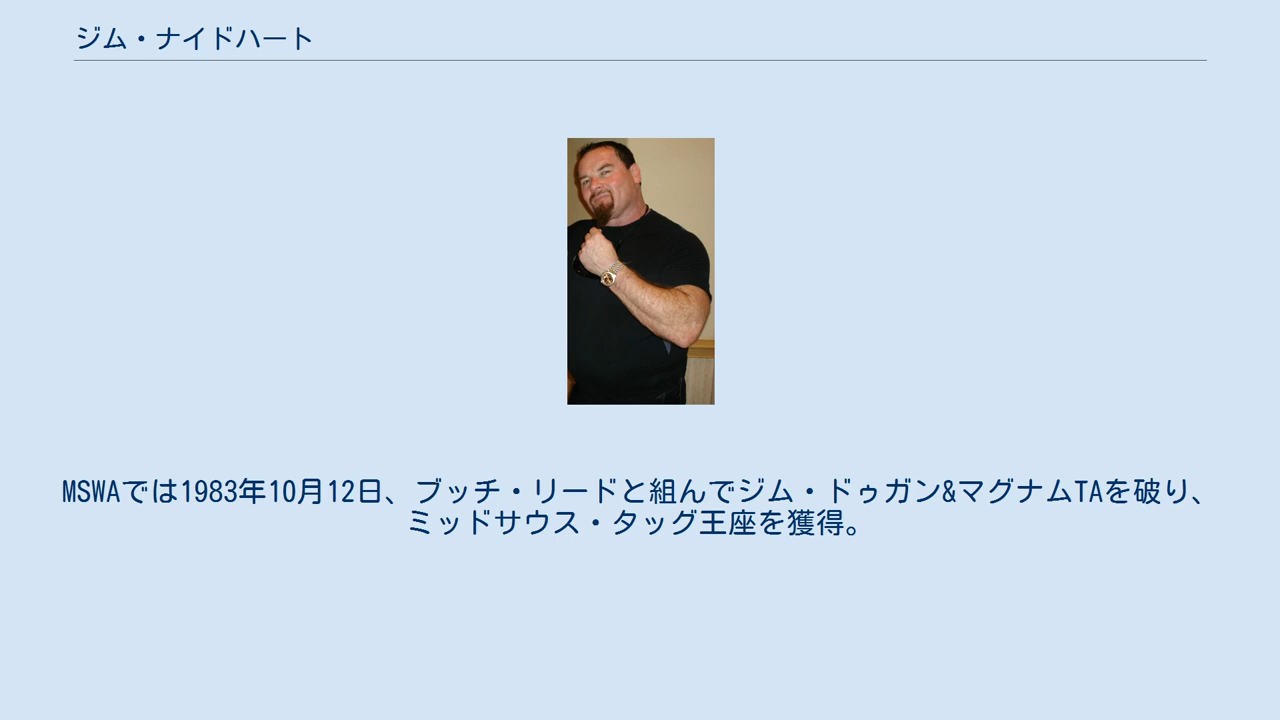 ジム・ナイドハート
MSWAでは1983年10月12日、ブッチ・リードと組んでジム・ドゥガン&マグナムTAを破り、
ミッドサウス・タッグ王座を獲得。